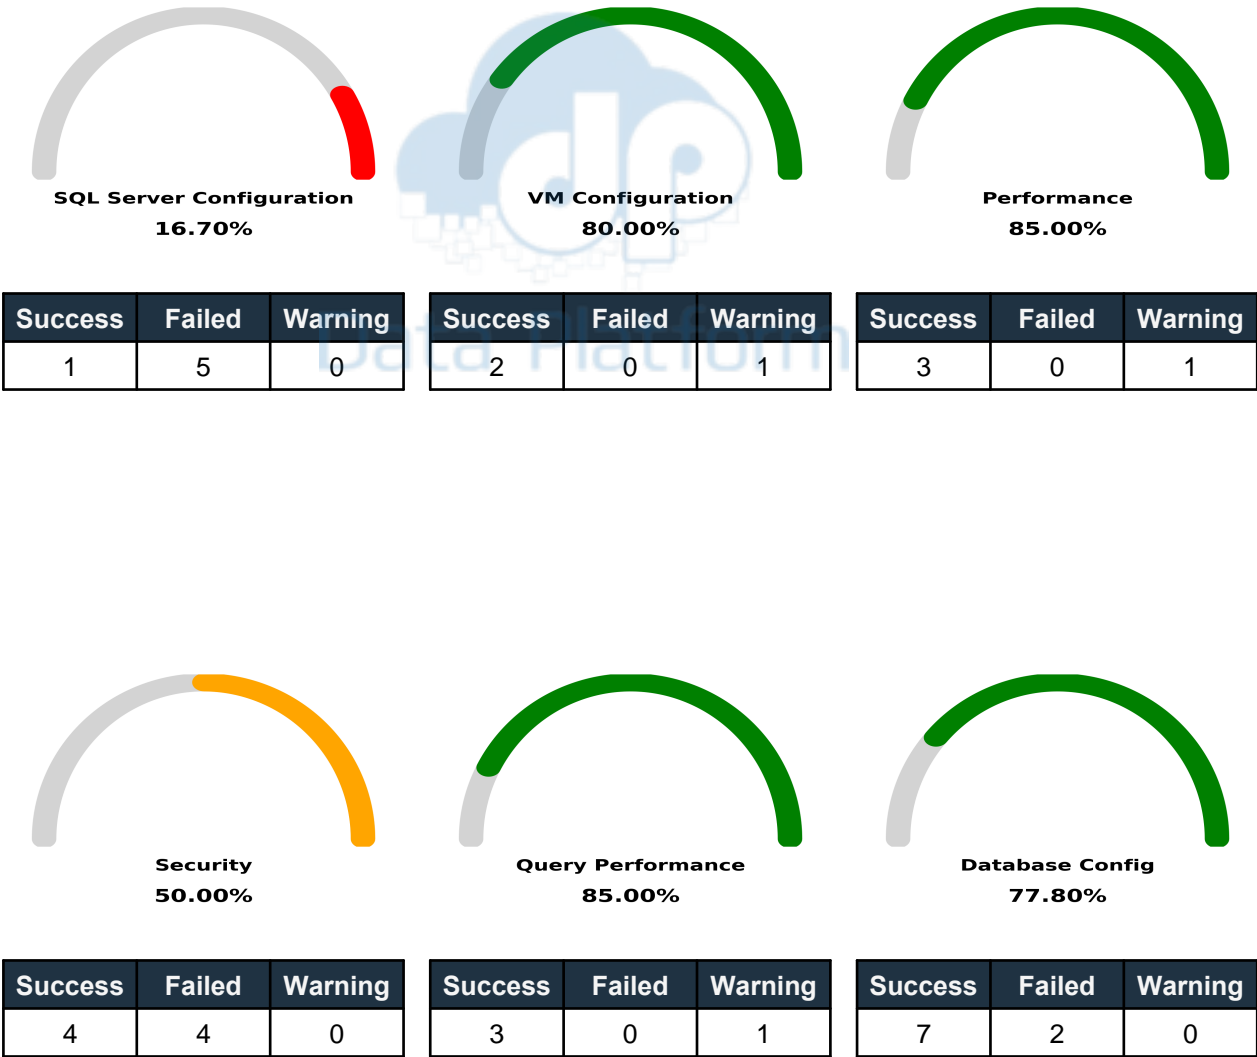 SQL Server Configuration
16.70%
VM Configuration
80.00%
Performance
85.00%
Success Failed Warning
1 5 0
Success Failed Warning
2 0 1
Success Failed Warning
3 0 1
dp
Data Platform
Security
50.00%
Query Performance
85.00%
Database Config
77.80%
Success Failed Warning
4 4 0
Success Failed Warning
3 0 1
Success Failed Warning
7 2 0